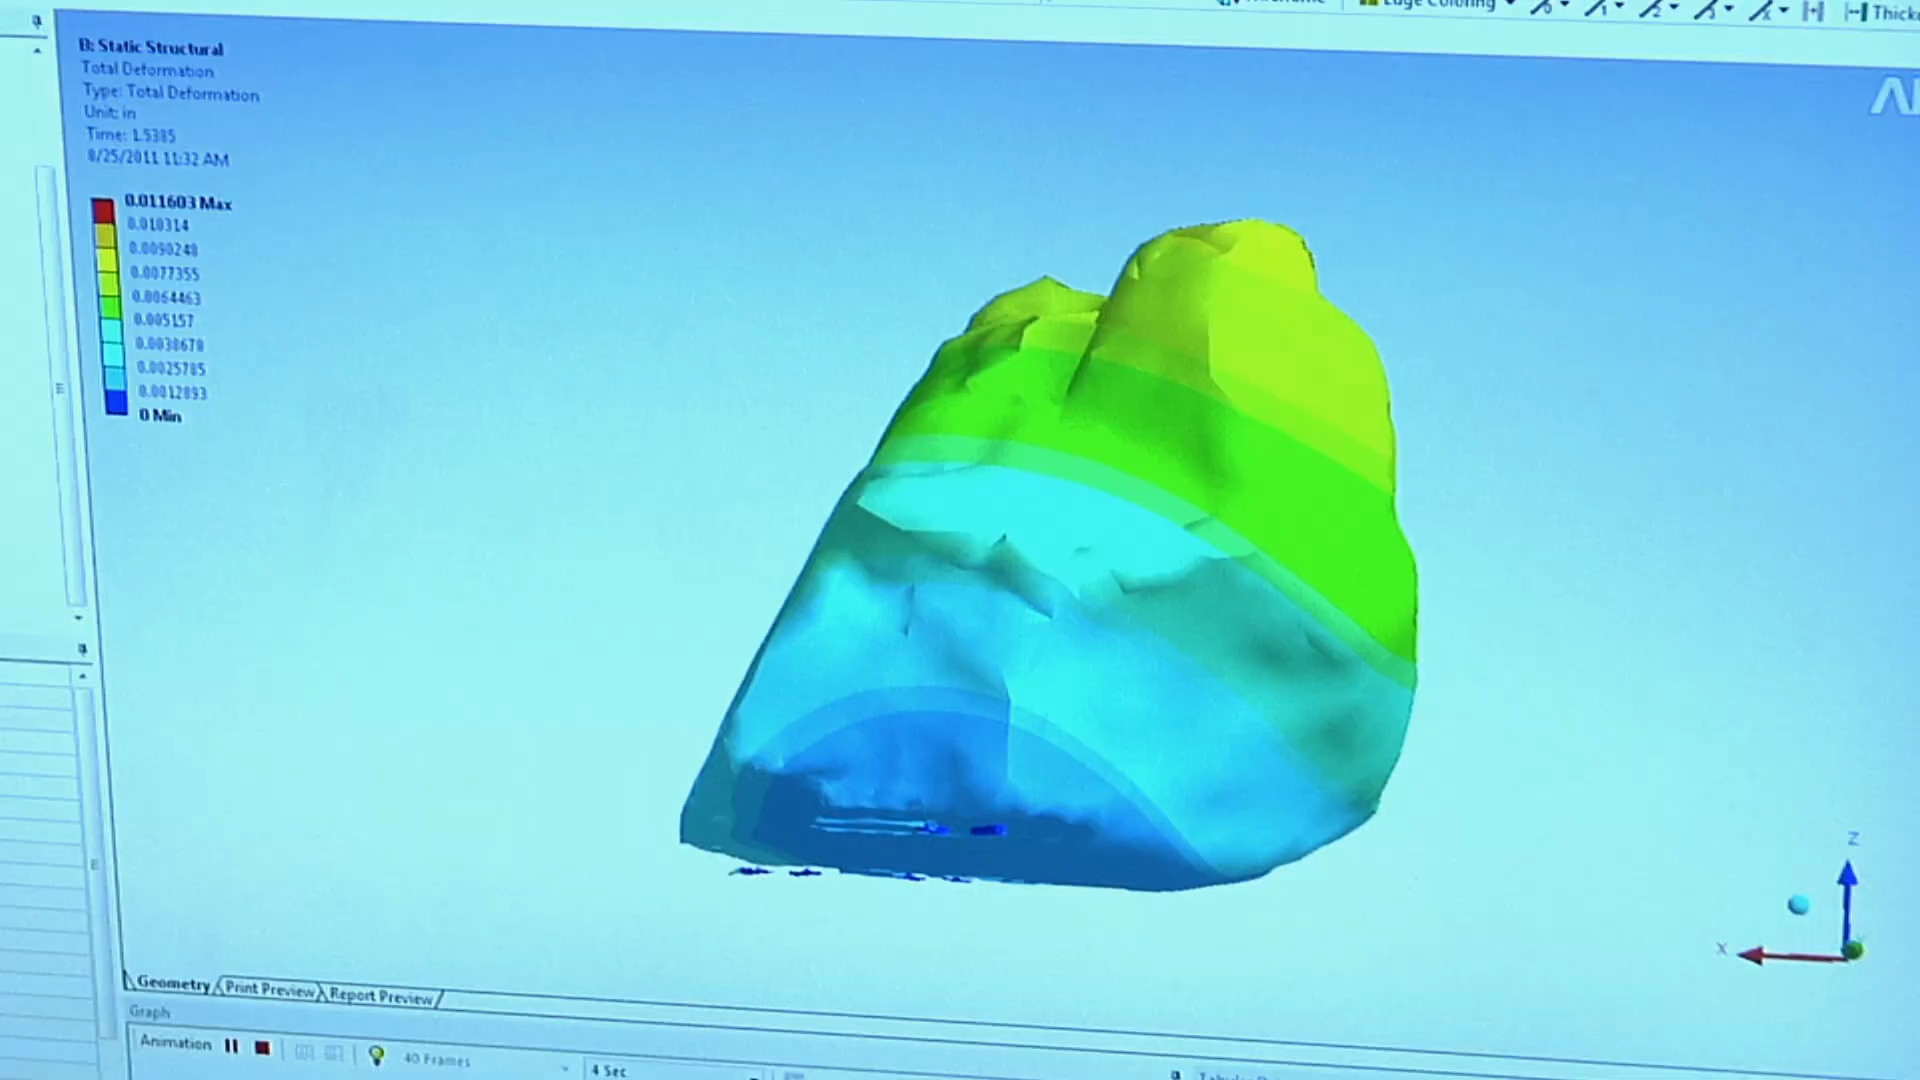 Edge Coloring
B: Static Structural
Total Deformation
Type: Total Deformation
Unit: in
Time: 1.5385
8/25/2011 11:32 AM
0.011603 Max
0.010314
0.0090248
0.0077355
0.0064463
0.005157
0.0038678
0.0025785
0.0012893
0 Min
Z
X
Geometry
Print Preview
Report Preview
Graph
Animation
40 Frames
4 Sec